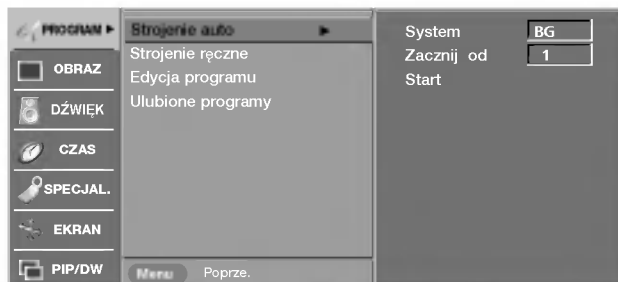 PROGRAM
OBRAZ
DŹWIĘK
CZAS
SPECJAL.
EKRAN
PIP/DW
Strojenie auto
Strojenie ręczne
Edycja programu
Ulubione programy
Menu Poprze.
System BG
Zacznij od 1
Start